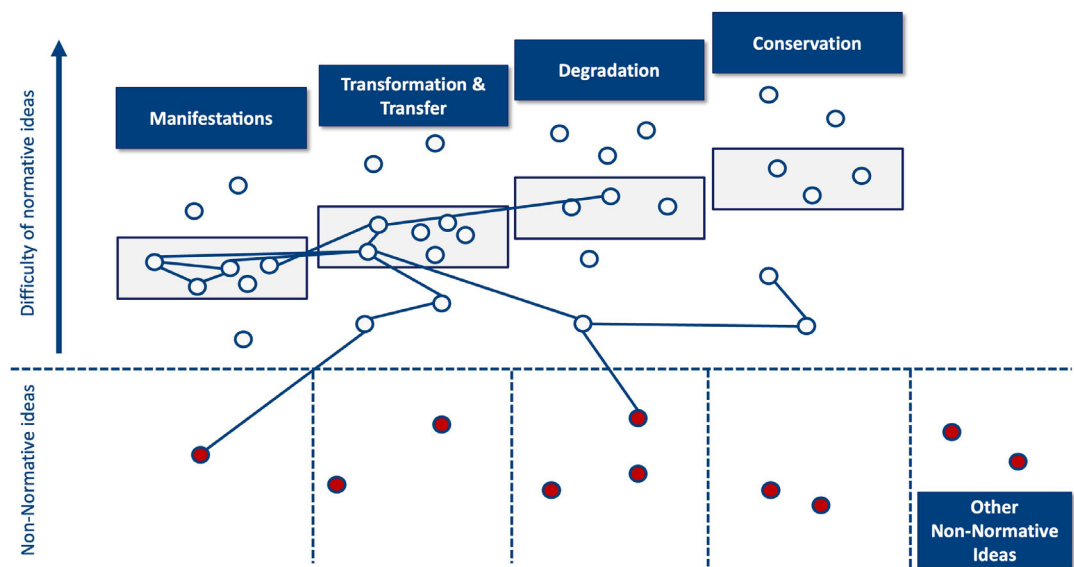 Conservation
Degradation
Transformation &
Transfer
Manifestations
Difficulty of normative ideas
Non-Normative ideas
Other
Non-Normative
Ideas